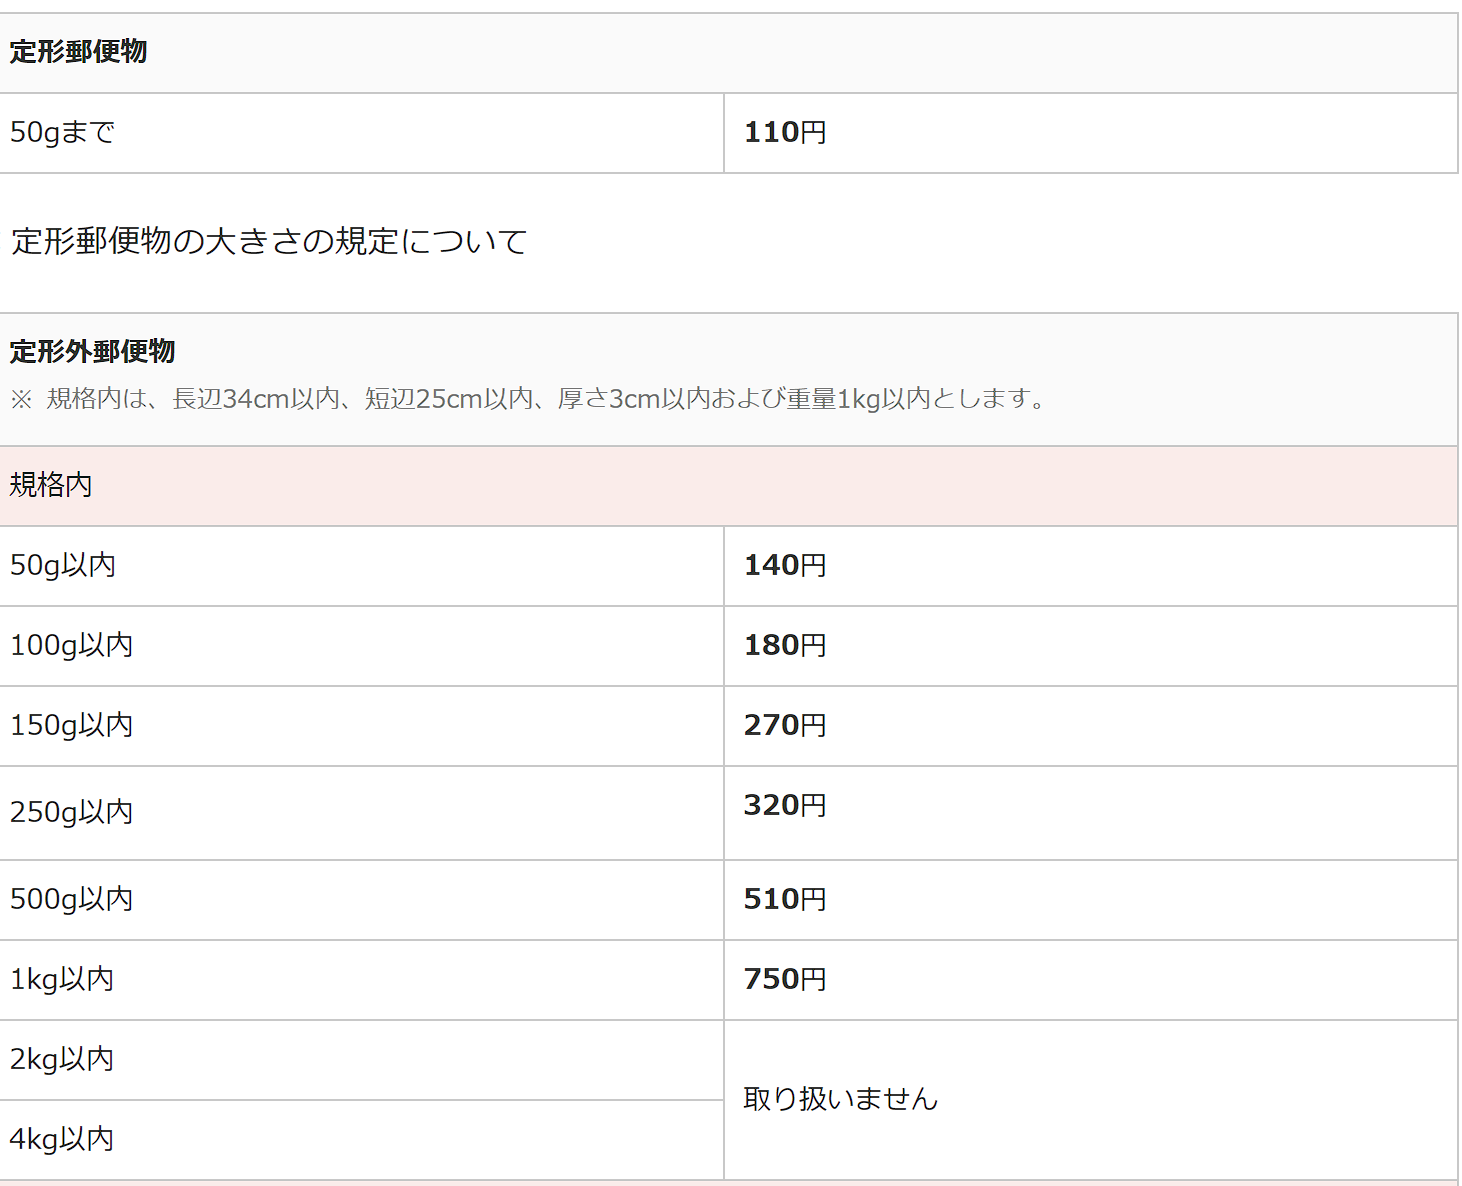 定形郵便物
50gまで 110円
定形郵便物の大きさの規定について
定形外郵便物
※ 規格内は、長辺34cm以内、短辺25cm以内、厚さ3cm以内および重量1kg以内とします。
規格内
50g以内 140円
100g以内 180円
150g以内 270円
250g以内 320円
500g以内 510円
1kg以内 750円
2kg以内
取り扱いません
4kg以内